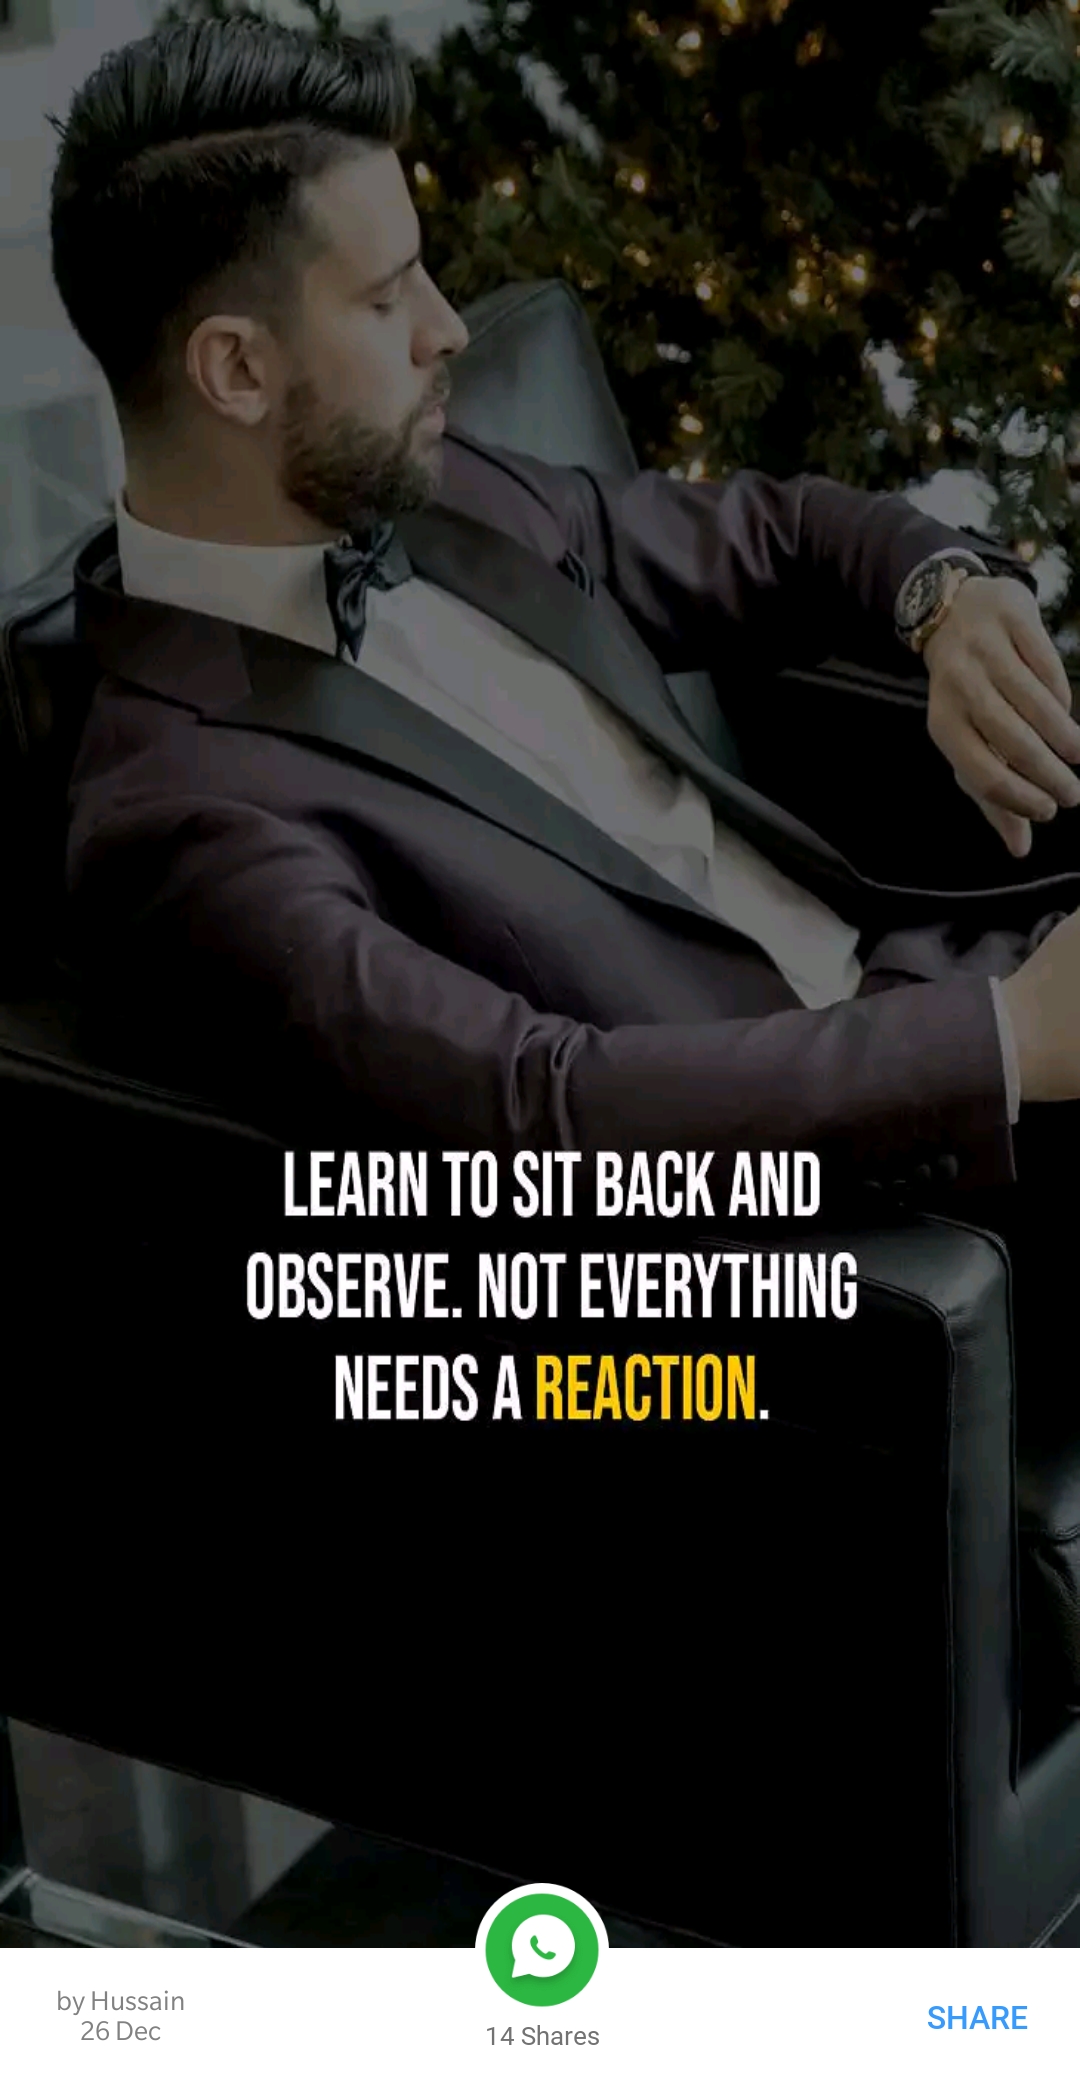 LEARN TO SIT BACK AND
OBSERVE. NOT EVERYTHING
NEEDS A REACTION.
by Hussain
26 Dec
14 Shares
SHARE